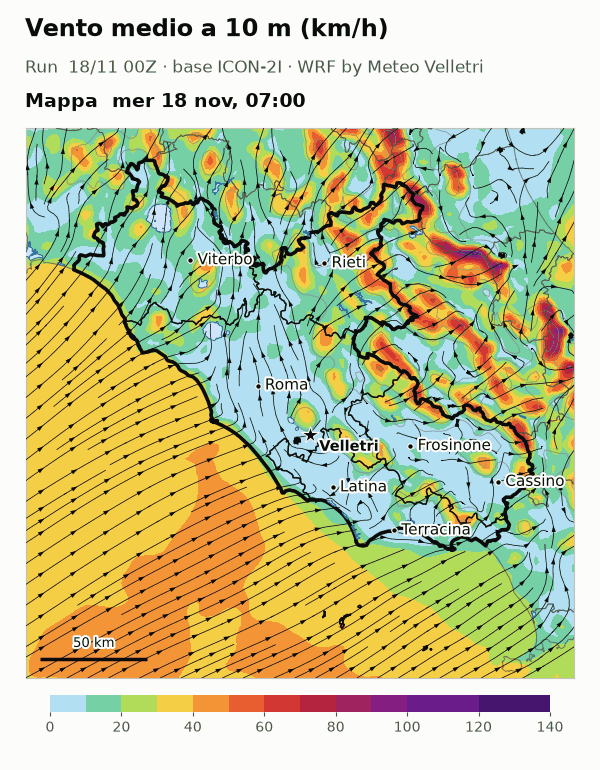 Vento medio a 10 m (km/h)
Run 18/11 00Z · base ICON-2I · WRF by Meteo Velletri
Mappa mer 18 nov, 07:00
Viterbo
Rieti
Roma
Velletri
Frosinone
Cassino
Latina
Terracina
50 km
0 20 40 60 80 100 120 140